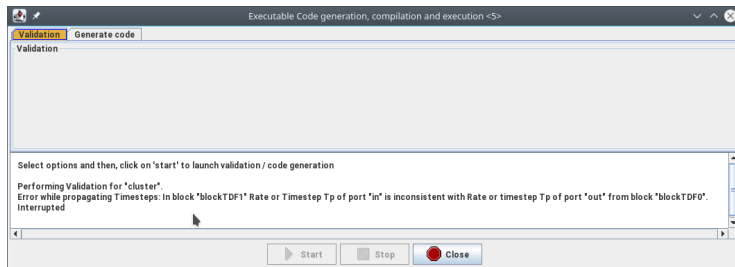 Executable Code generation, compilation and execution <5>
Validation Generate code
Validation
Select options and then, click on 'start' to launch validation / code generation
Performing Validation for "cluster".
Error while propagating Timesteps: In block "blockTDF1" Rate or Timestep Tp of port "in" is inconsistent with Rate or timestep Tp of port "out" from block "blockTDF0".
Interrupted
Start Stop Close